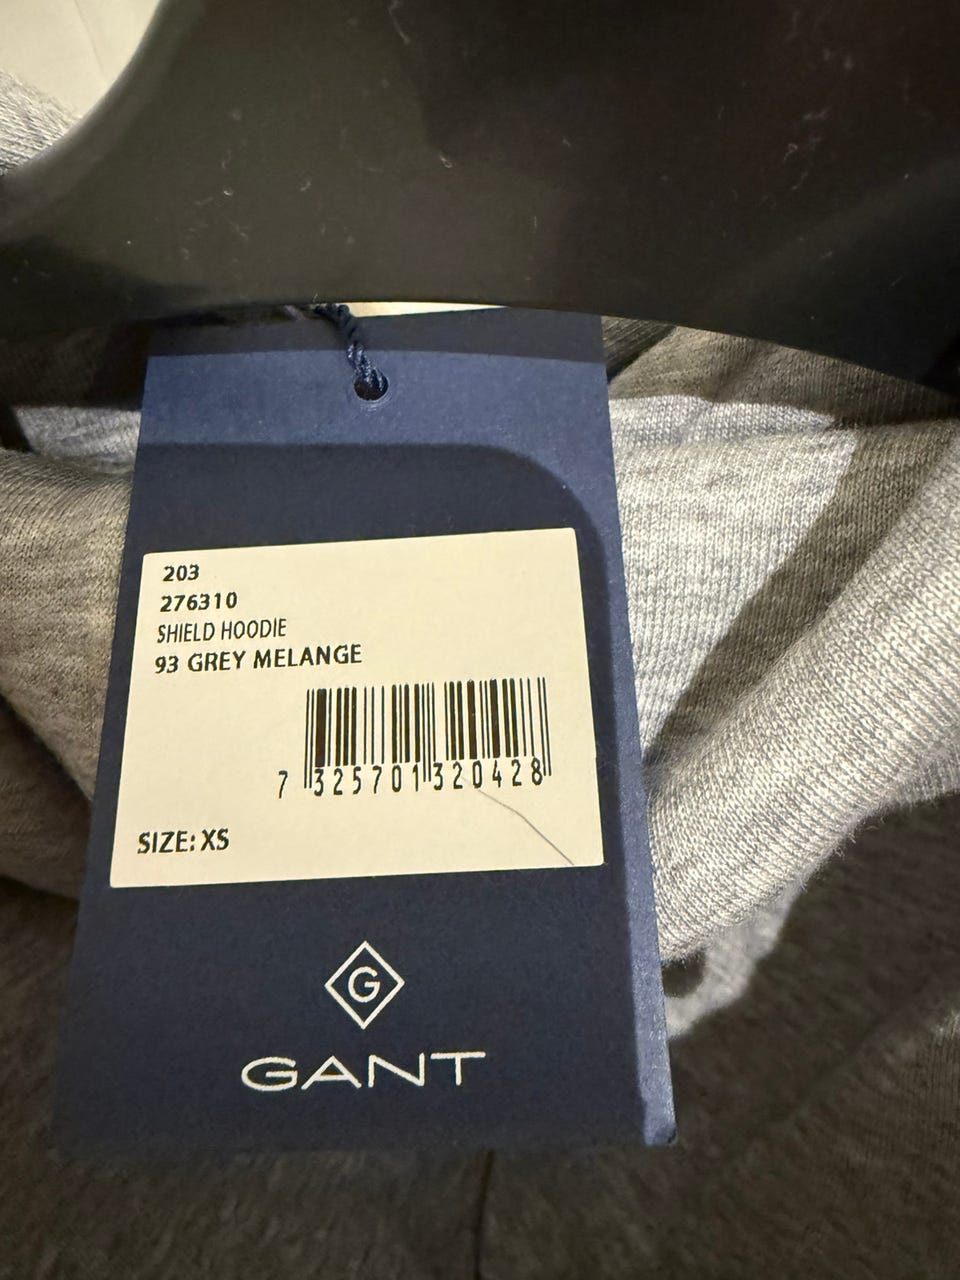 203
276310
SHIELD HOODIE
93 GREY MELANGE
7 325701 320428
SIZE: XS
G
GANT